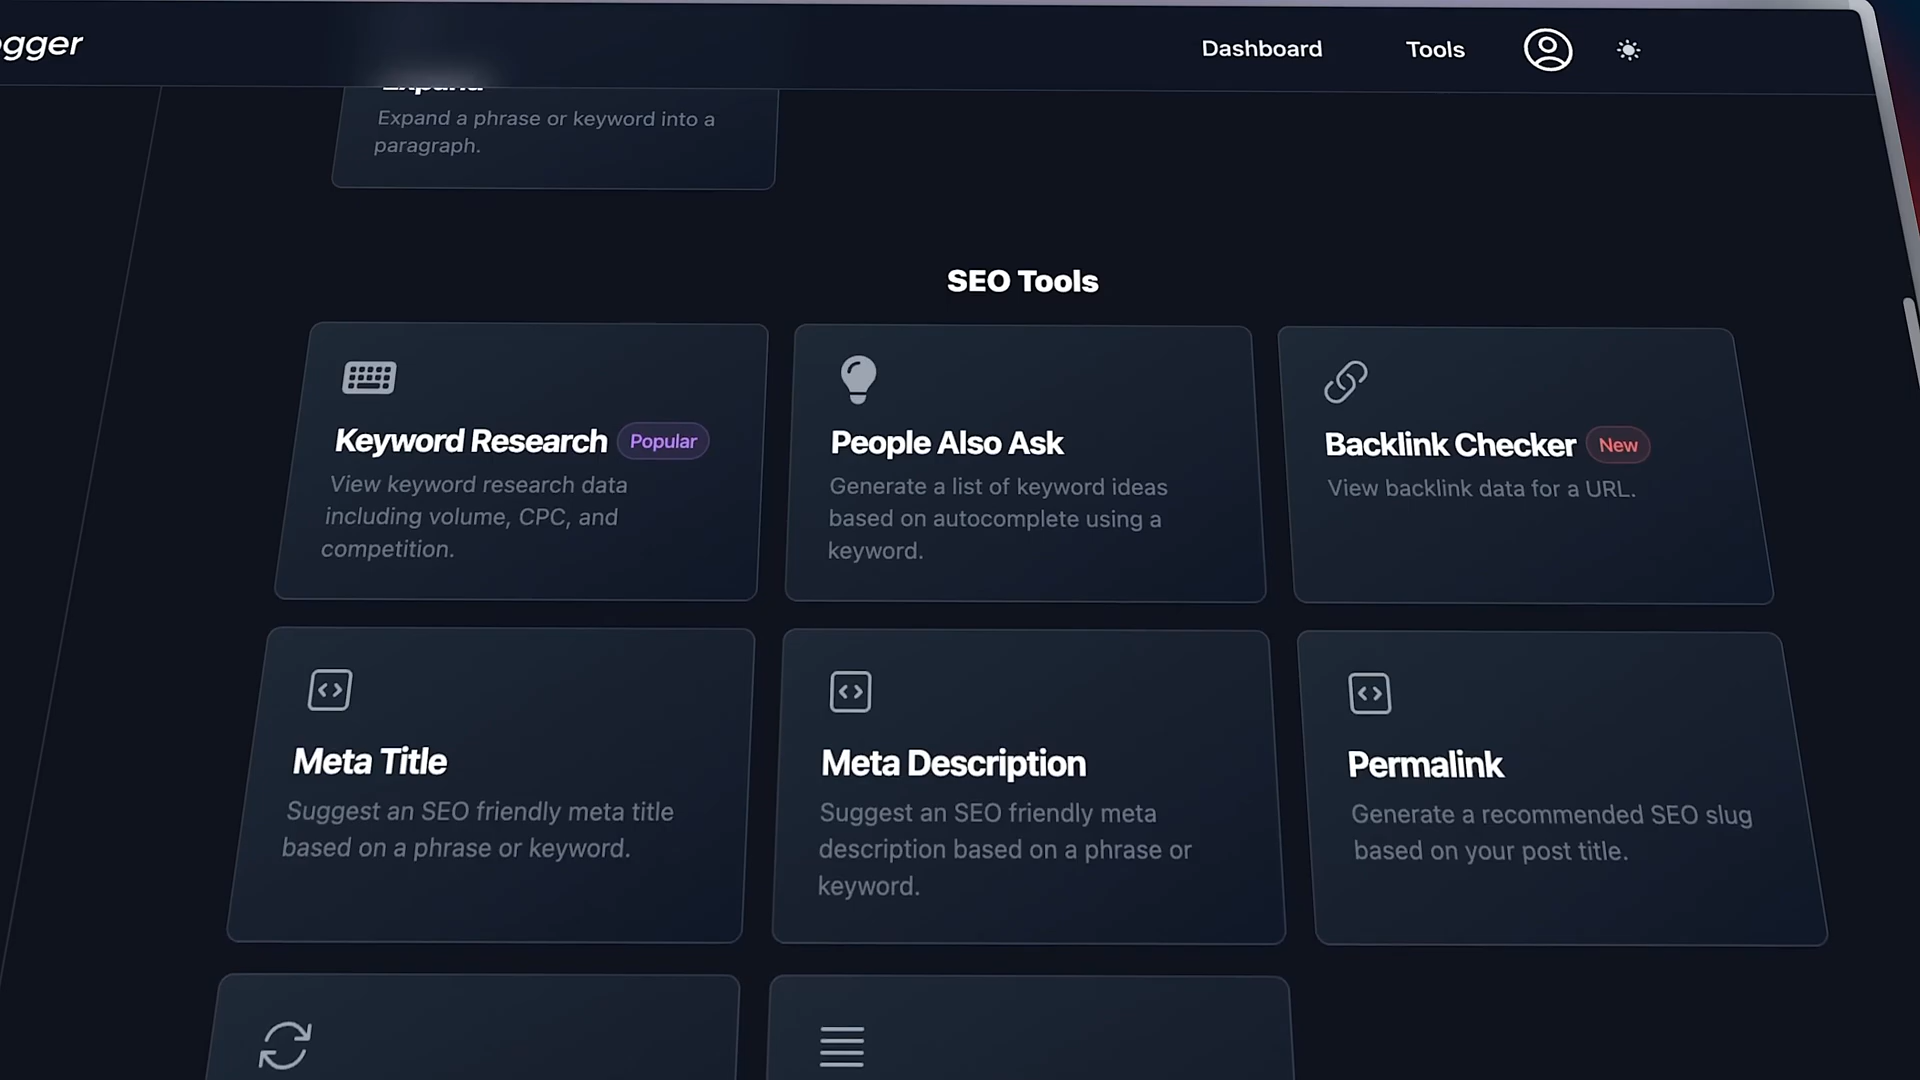 ogger
Dashboard
Tools
Expand
Expand a phrase or keyword into a
paragraph.
SEO Tools
Keyword Research
Popular
View keyword research data
including volume, CPC, and
competition.
People Also Ask
Generate a list of keyword ideas
based on autocomplete using a
keyword.
Backlink Checker
New
View backlink data for a URL.
Meta Title
Suggest an SEO friendly meta title
based on a phrase or keyword.
Meta Description
Suggest an SEO friendly meta
description based on a phrase or
keyword.
Permalink
Generate a recommended SEO slug
based on your post title.